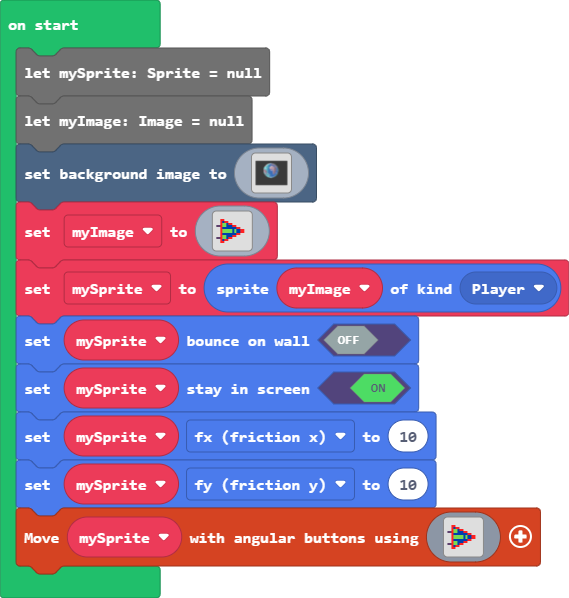 on start
let mySprite: Sprite = null
let myImage: Image = null
set background image to
set myImage to
set mySprite to sprite myImage of kind Player
set mySprite bounce on wall OFF
set mySprite stay in screen ON
set mySprite fx (friction x) to 10
set mySprite fy (friction y) to 10
Move mySprite with angular buttons using